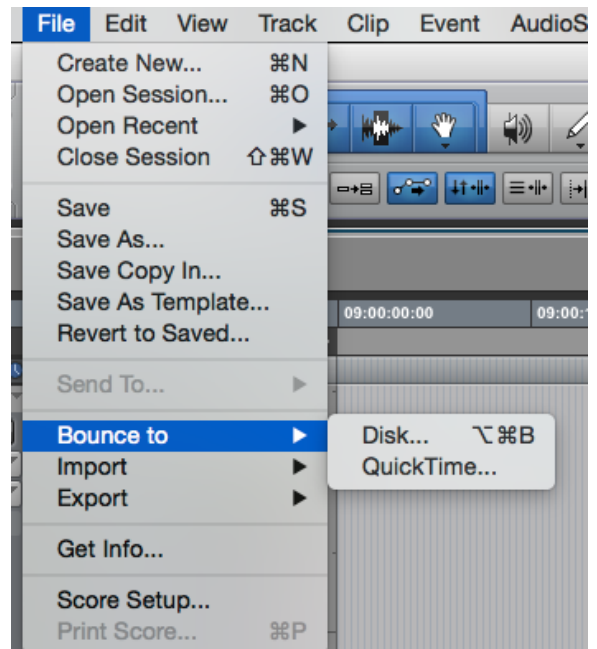 File Edit View Track Clip Event AudioS
Create New... ⌘N
Open Session... ⌘O
Open Recent ▶
Close Session ⇧⌘W
Save ⌘S
Save As...
Save Copy In...
Save As Template...
Revert to Saved...
Send To... ▶
Bounce to ▶
Disk... ⌥⌘B
QuickTime...
Import ▶
Export ▶
Get Info...
Score Setup...
Print Score... ⌘P
09:00:00:00 09:00: